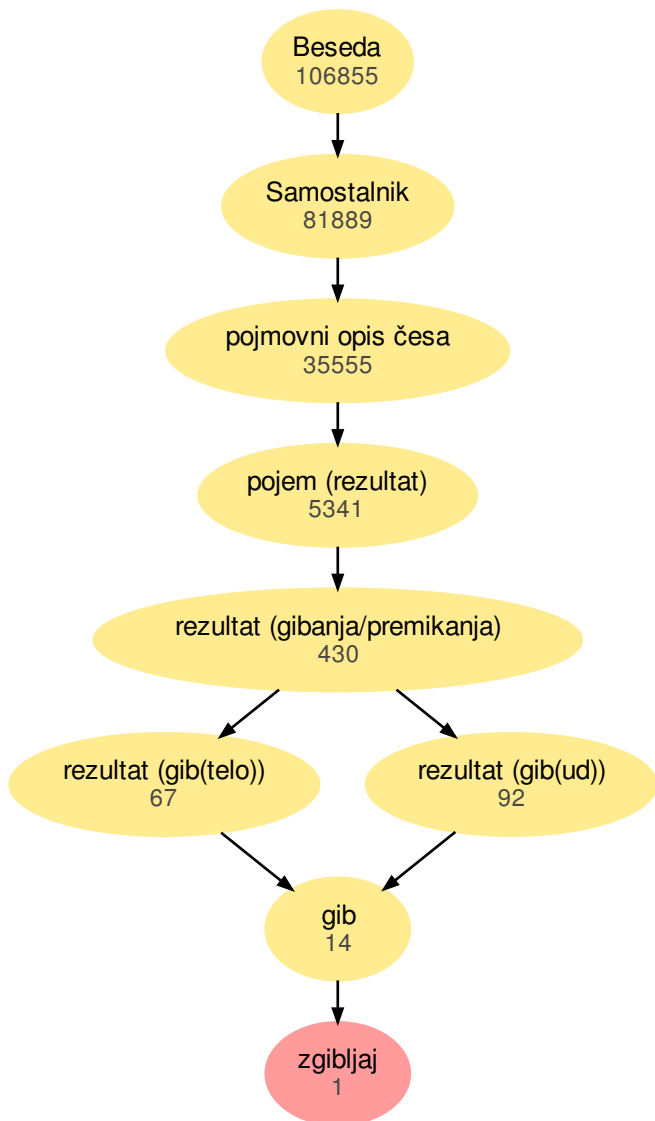 Beseda
106855
Samostalnik
81889
pojmovni opis česa
35555
pojem (rezultat)
5341
rezultat (gibanja/premikanja)
430
rezultat (gib(telo))
67
rezultat (gib(ud))
92
gib
14
zgibljaj
1